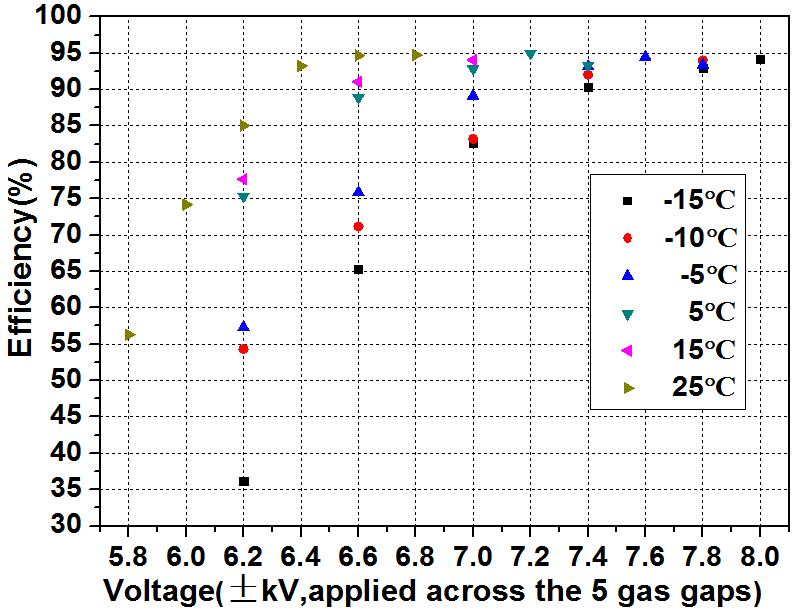 100
95
90
85
80
75
70
65
60
55
50
45
40
35
30
Efficiency(%)
-15°C
-10°C
-5°C
5°C
15°C
25°C
5.8 6.0 6.2 6.4 6.6 6.8 7.0 7.2 7.4 7.6 7.8 8.0
Voltage(±kV,applied across the 5 gas gaps)